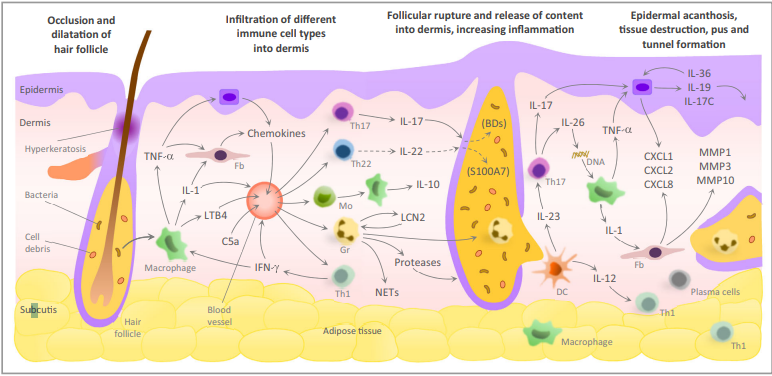 Occlusion and
dilatation of
hair follicle
Infiltration of different
immune cell types
into dermis
Follicular rupture and release of content
into dermis, increasing inflammation
Epidermal acanthosis,
tissue destruction, pus and
tunnel formation
Epidermis
Dermis
Hyperkeratosis
Bacteria
Cell
debris
Subcutis
Hair
follicle
TNF-α
IL-1
LTB4
C5a
Macrophage
Fb
Chemokines
IFN-γ
Blood
vessel
Th17
IL-17
Th22
IL-22
Mo
IL-10
Gr
LCN2
Proteases
Th1
NETs
Adipose tissue
(BDs)
(S100A7)
IL-17
IL-26
TNF-α
DNA
Th17
IL-23
IL-1
DC
IL-12
Th1
Macrophage
IL-36
IL-19
IL-17C
CXCL1
CXCL2
CXCL8
MMP1
MMP3
MMP10
Fb
Plasma cells
Th1